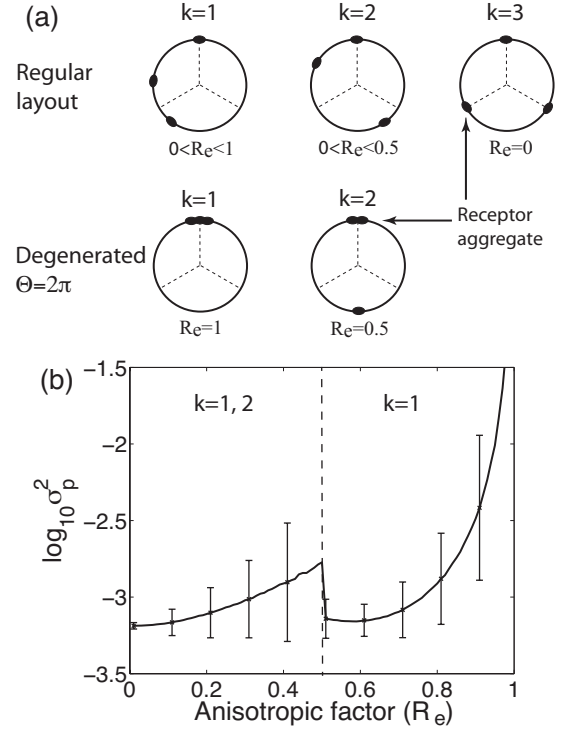 (a)
k=1 k=2 k=3
Regular
layout
0<Re<1 0<Re<0.5 Re=0
k=1 k=2
Receptor
aggregate
Degenerated
Θ=2π
Re=1 Re=0.5
(b)
k=1, 2 k=1
log₁₀σ²ₚ
−1.5
−2
−2.5
−3
−3.5
0 0.2 0.4 0.6 0.8 1
Anisotropic factor (Re)